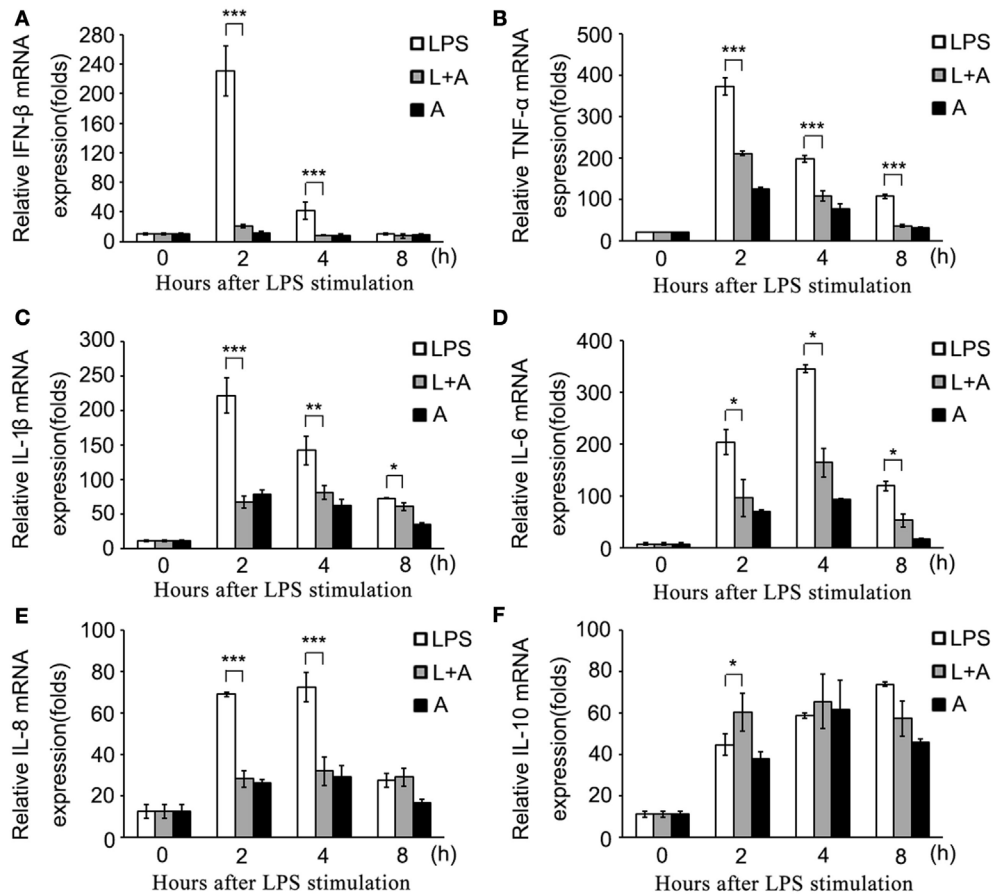 A
Relative IFN-β mRNA
expression(folds)
280
240
200
160
120
80
40
0
***
***
LPS
L+A
A
0 2 4 8 (h)
Hours after LPS stimulation
B
Relative TNF-α mRNA
espression(folds)
500
400
300
200
100
0
***
***
***
LPS
L+A
A
0 2 4 8 (h)
Hours after LPS stimulation
C
Relative IL-1β mRNA
expression(folds)
300
250
200
150
100
50
0
***
**
*
LPS
L+A
A
0 2 4 8 (h)
Hours after LPS stimulation
D
Relative IL-6 mRNA
expression(folds)
400
300
200
100
0
*
*
*
LPS
L+A
A
0 2 4 8 (h)
Hours after LPS stimulation
E
Relative IL-8 mRNA
expression(folds)
100
80
60
40
20
0
***
***
LPS
L+A
A
0 2 4 8 (h)
Hours after LPS stimulation
F
Relative IL-10 mRNA
expression(folds)
100
80
60
40
20
0
*
LPS
L+A
A
0 2 4 8 (h)
Hours after LPS stimulation